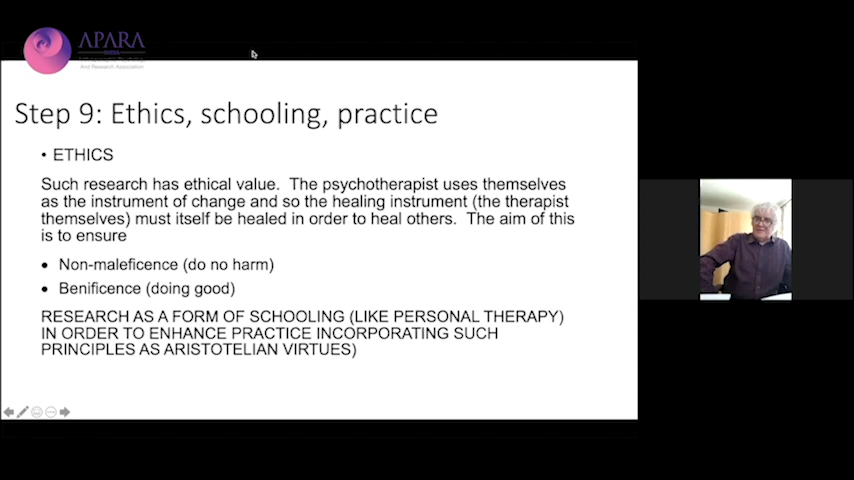 APARA
And Research Association
Step 9: Ethics, schooling, practice
• ETHICS
Such research has ethical value. The psychotherapist uses themselves
as the instrument of change and so the healing instrument (the therapist
themselves) must itself be healed in order to heal others. The aim of this
is to ensure
• Non-maleficence (do no harm)
• Benificence (doing good)
RESEARCH AS A FORM OF SCHOOLING (LIKE PERSONAL THERAPY)
IN ORDER TO ENHANCE PRACTICE INCORPORATING SUCH
PRINCIPLES AS ARISTOTELIAN VIRTUES)